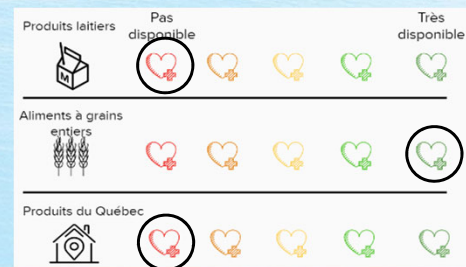 Produits laitiers
Pas
disponible
Très
disponible
M
Aliments à grains
entiers
Produits du Québec